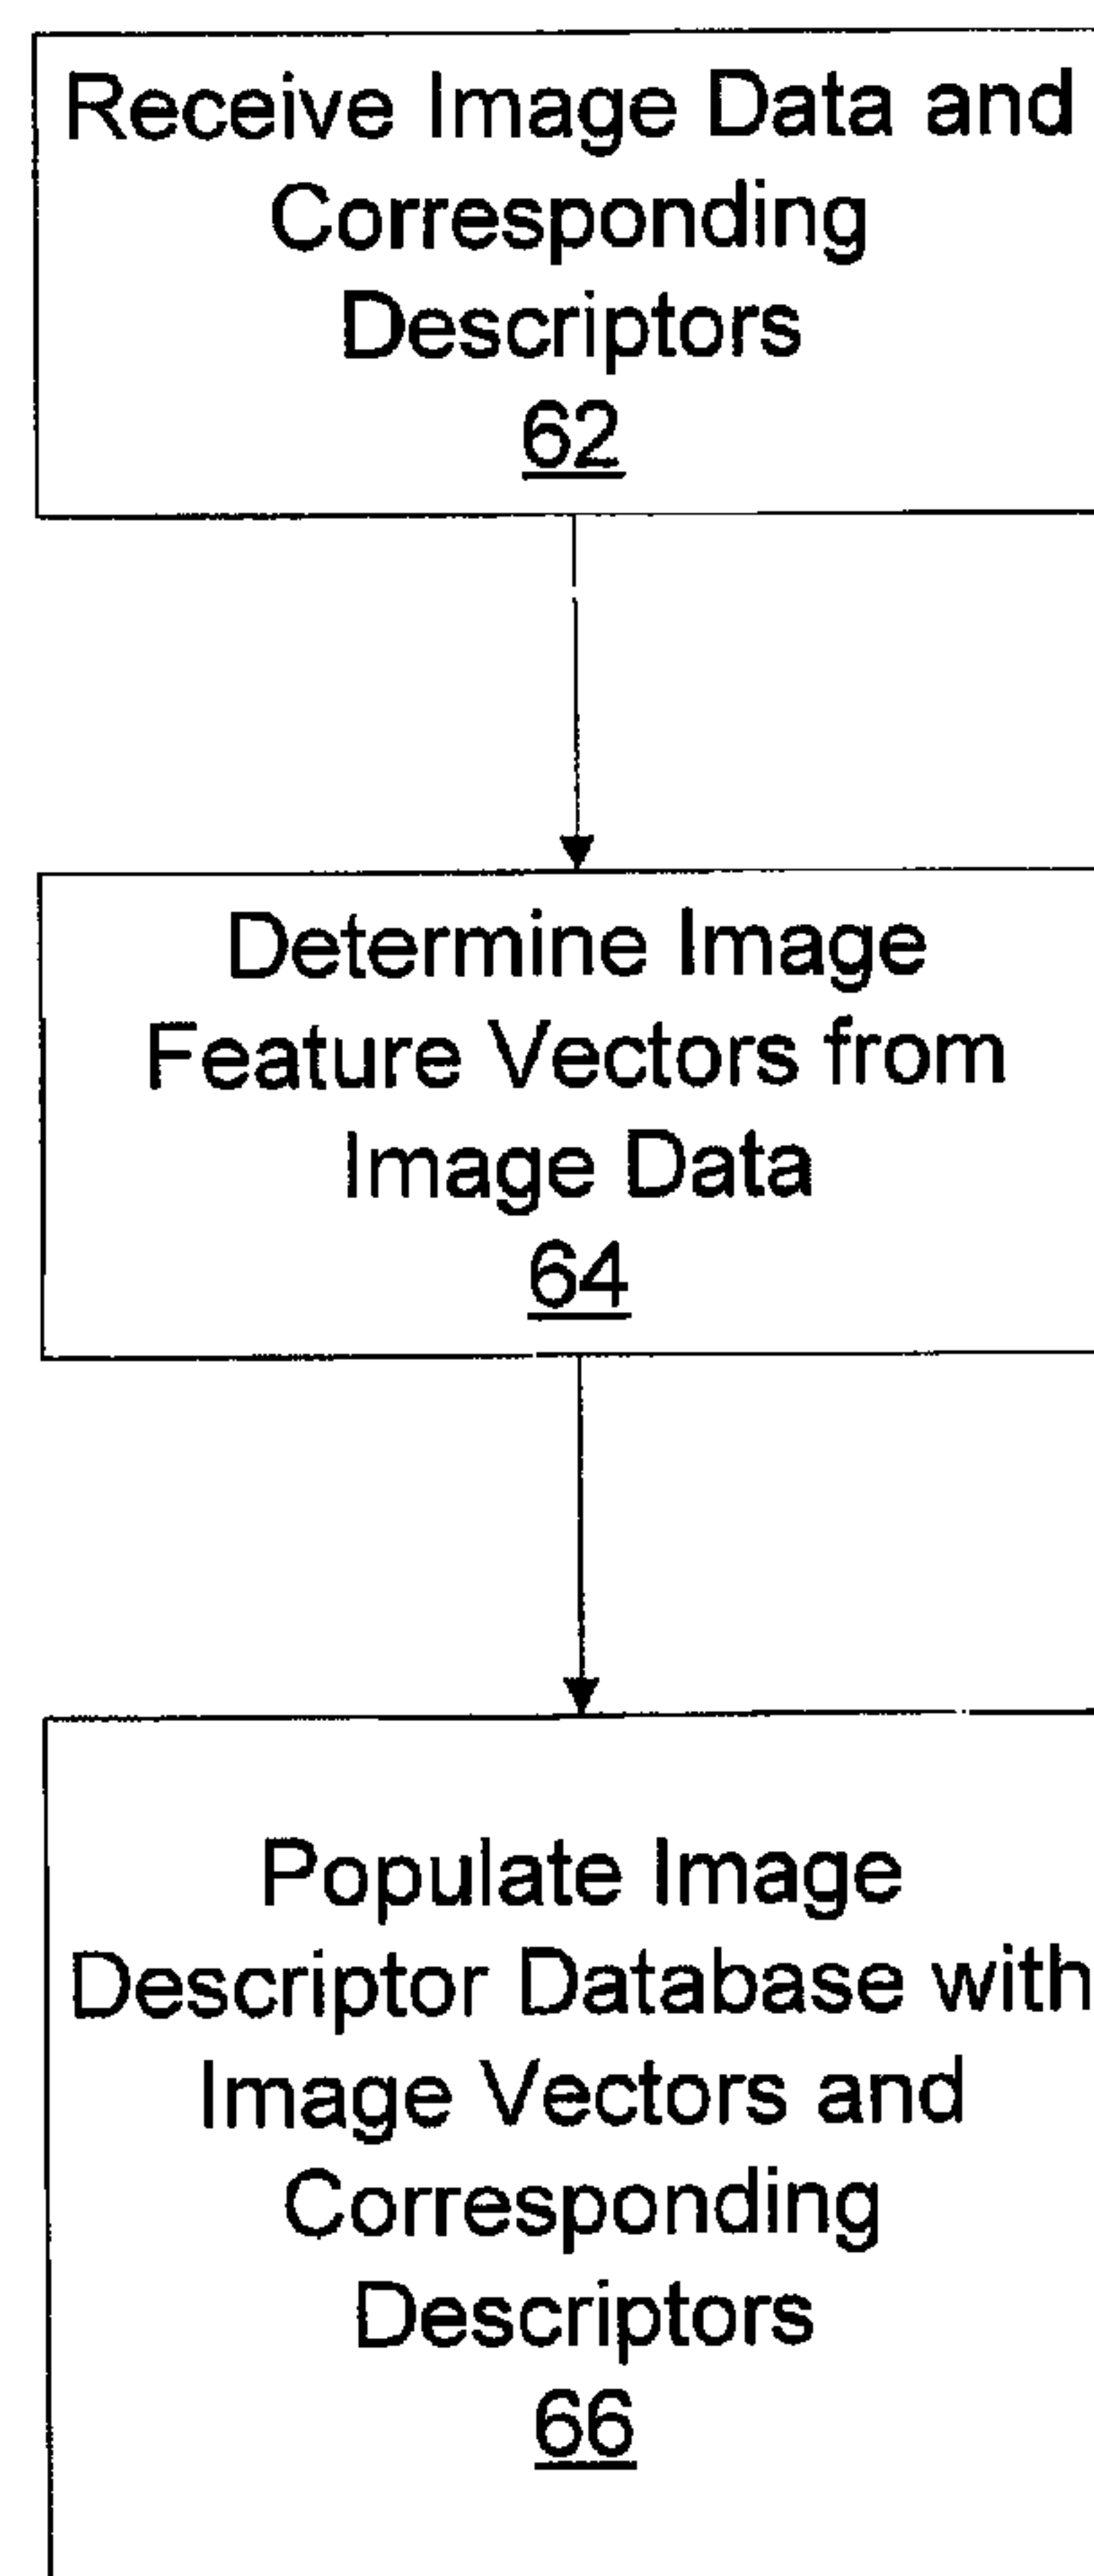 Receive Image Data and
Corresponding
Descriptors
62
Determine Image
Feature Vectors from
Image Data
64
Populate Image
Descriptor Database with
Image Vectors and
Corresponding
Descriptors
66